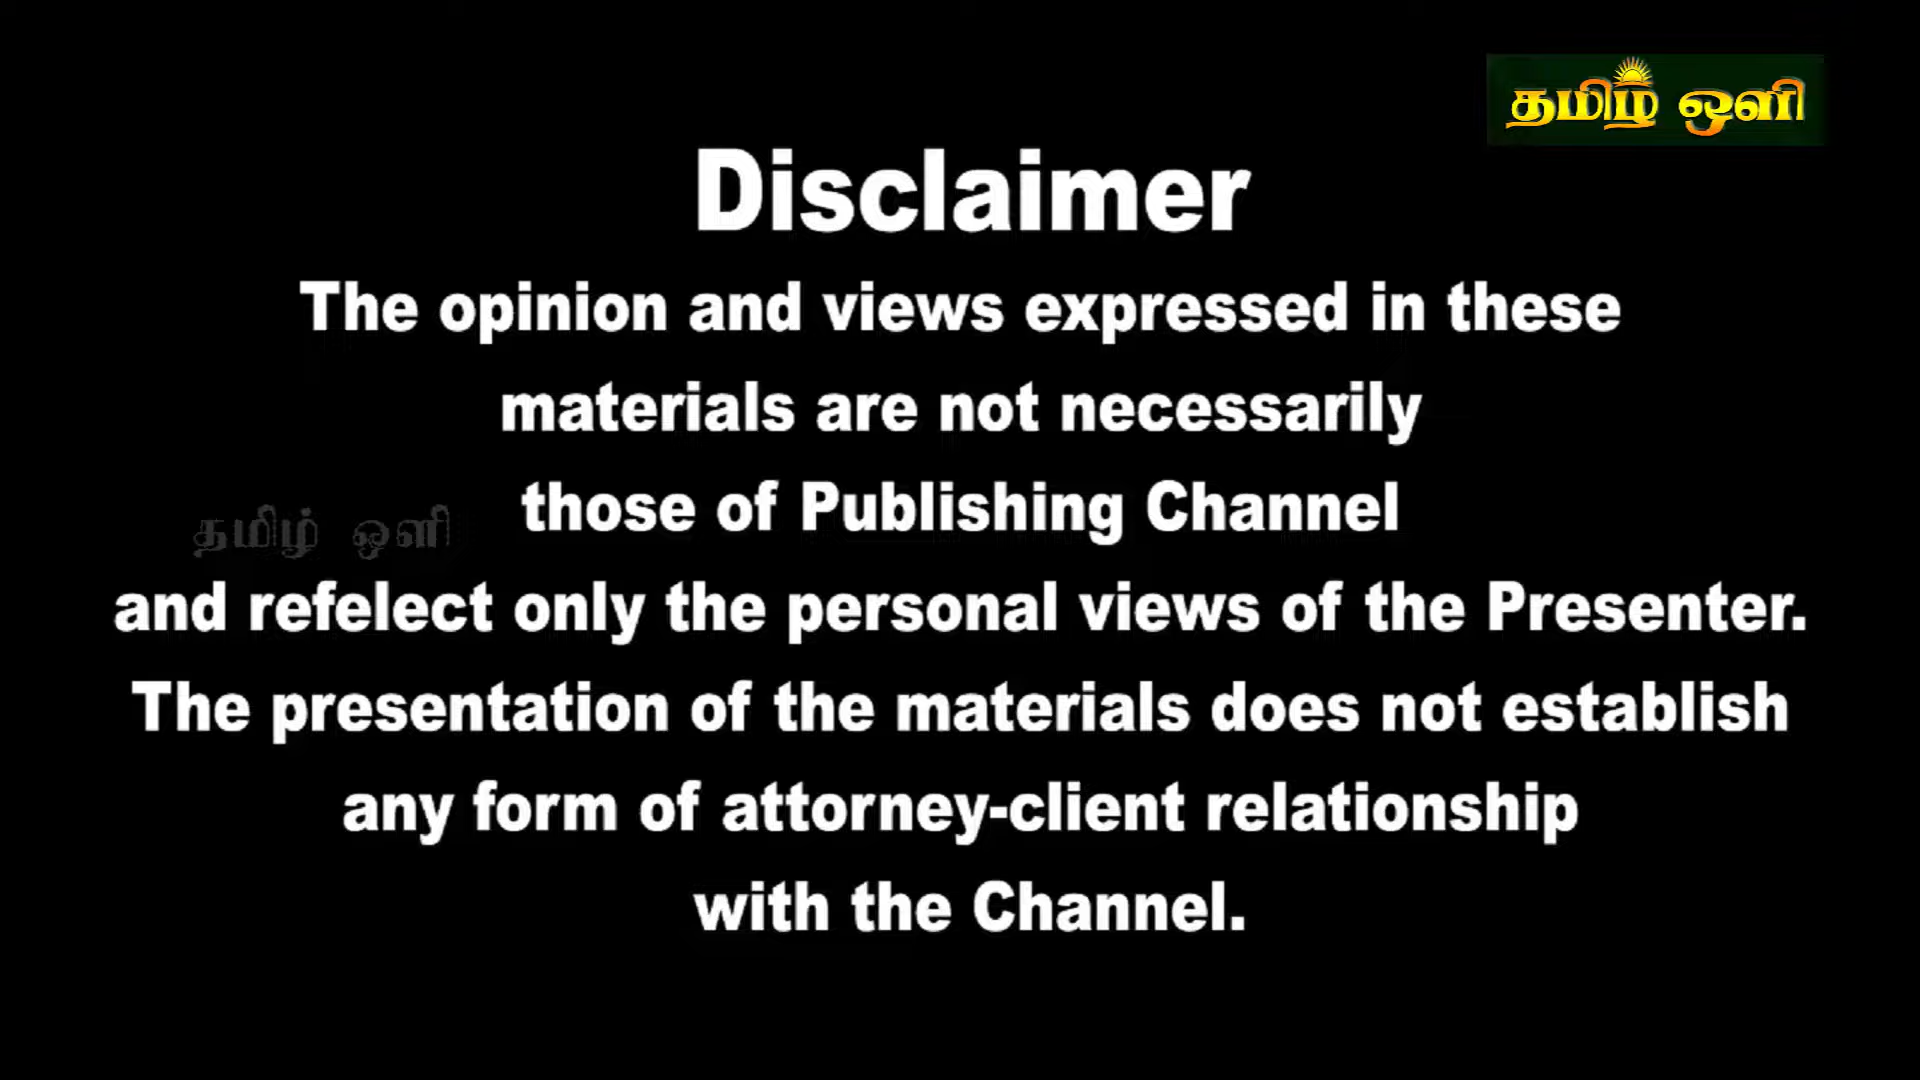 தமிழ் ஒளி
Disclaimer
The opinion and views expressed in these
materials are not necessarily
those of Publishing Channel
தமிழ் ஒளி
and refelect only the personal views of the Presenter.
The presentation of the materials does not establish
any form of attorney-client relationship
with the Channel.